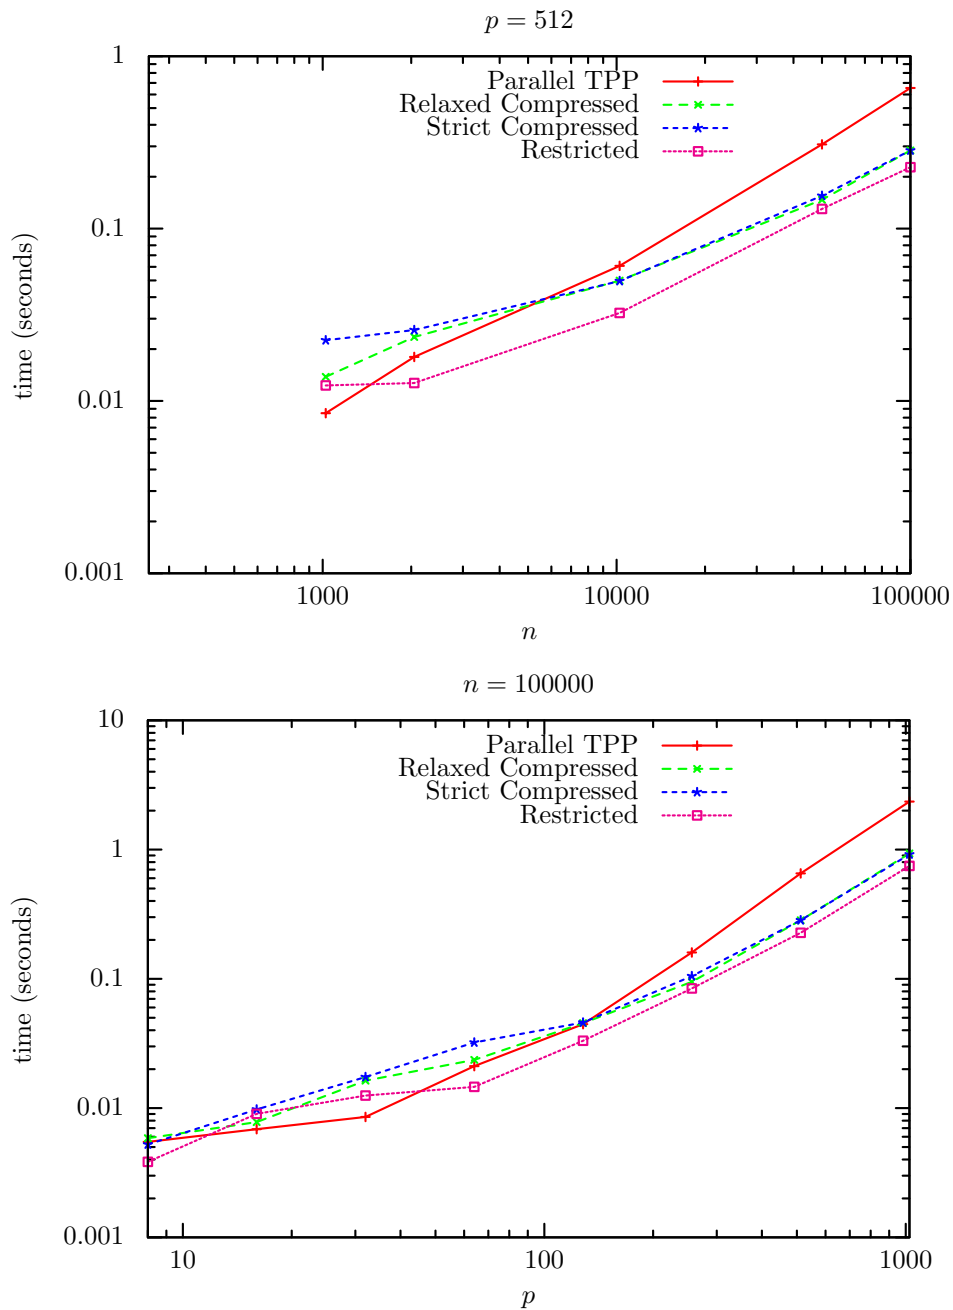 p = 512
1
0.1
0.01
0.001
time (seconds)
Parallel TPP
Relaxed Compressed
Strict Compressed
Restricted
1000 10000 100000
n
n = 100000
10
1
0.1
0.01
0.001
time (seconds)
Parallel TPP
Relaxed Compressed
Strict Compressed
Restricted
10 100 1000
p